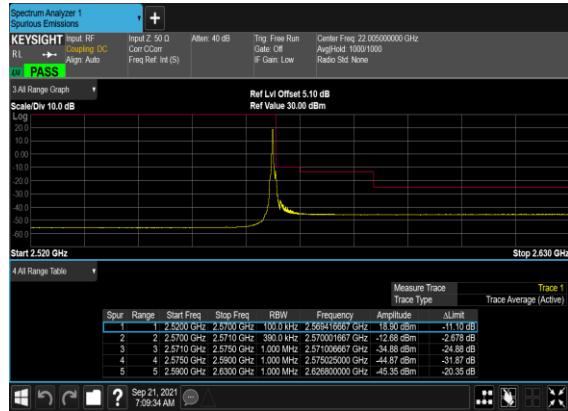 Spectrum Analyzer 1
Spurious Emissions
KEYSIGHT Input: RF Input Z: 50 Ω Atten: 40 dB Trig: Free Run Center Freq: 22.005000000 GHz
RL Coupling: DC Corr CCorr Gate: Off Avg|Hold: 1000/1000
Align: Auto Freq Ref: Int (S) IF Gain: Low Radio Std: None
PASS
3 All Range Graph
Ref Lvl Offset 5.10 dB
Scale/Div 10.0 dB Ref Value 30.00 dBm
Log
20.0
10.0
0.00
-10.0
-20.0
-30.0
-40.0
-50.0
-60.0
Start 2.520 GHz Stop 2.630 GHz
4 All Range Table
Measure Trace Trace 1
Trace Type Trace Average (Active)
Spur Range Start Freq Stop Freq RBW Frequency Amplitude ΔLimit
1 1 2.5200 GHz 2.5700 GHz 100.0 kHz 2.569416667 GHz 18.90 dBm -11.10 dB
2 2 2.5700 GHz 2.5710 GHz 390.0 kHz 2.570001667 GHz -12.68 dBm -2.678 dB
3 3 2.5710 GHz 2.5750 GHz 1.000 MHz 2.571006667 GHz -34.88 dBm -24.88 dB
4 4 2.5750 GHz 2.5900 GHz 1.000 MHz 2.575025000 GHz -44.87 dBm -31.87 dB
5 5 2.5900 GHz 2.6300 GHz 1.000 MHz 2.626800000 GHz -45.35 dBm -20.35 dB
Sep 21, 2021
7:09:34 AM